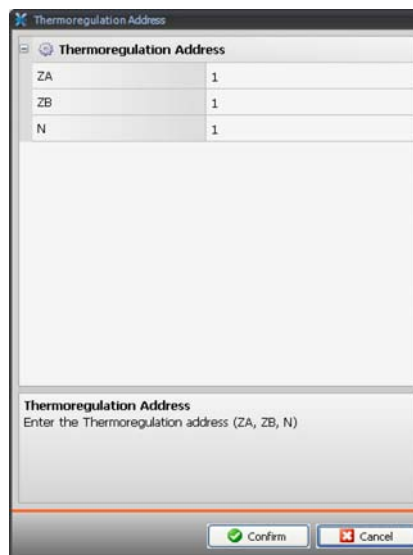 Thermoregulation Address
Thermoregulation Address
ZA 1
ZB 1
N 1
Thermoregulation Address
Enter the Thermoregulation address (ZA, ZB, N)
Confirm Cancel